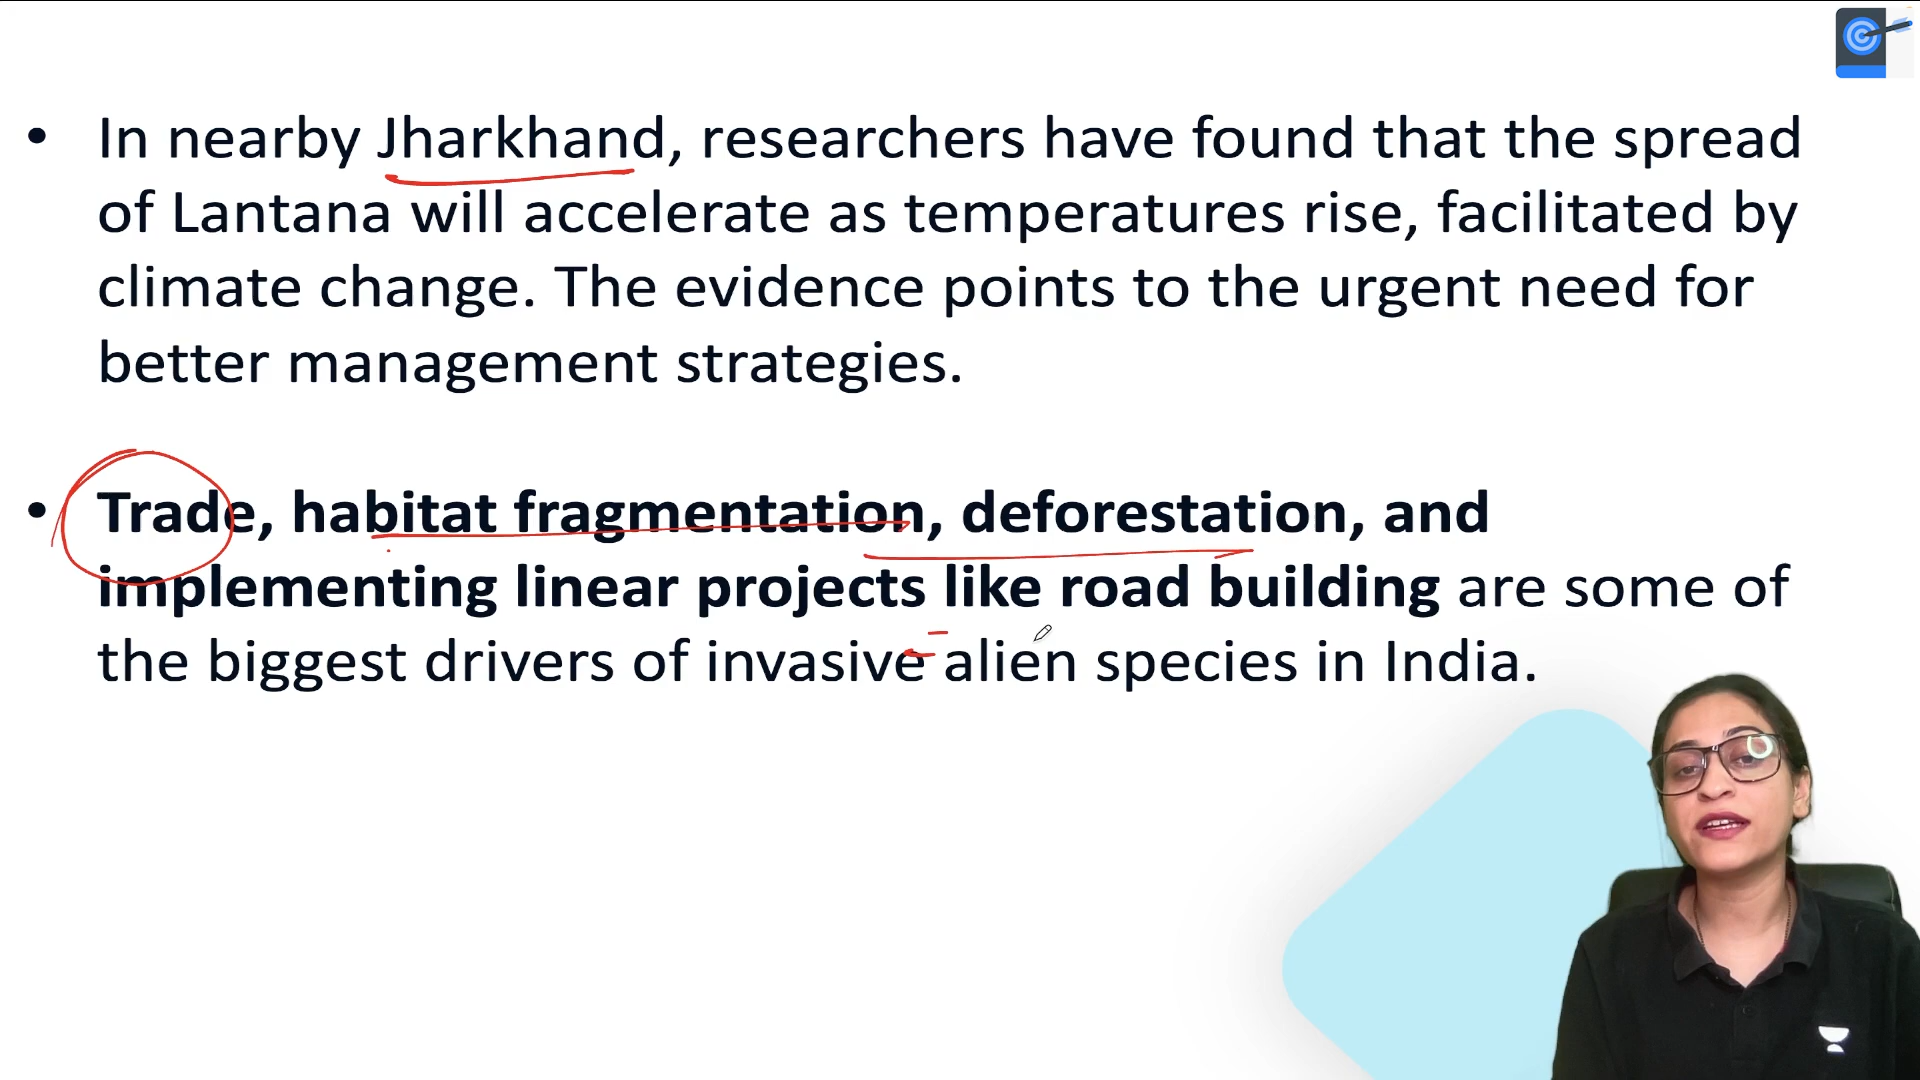 • In nearby Jharkhand, researchers have found that the spread
of Lantana will accelerate as temperatures rise, facilitated by
climate change. The evidence points to the urgent need for
better management strategies.
• Trade, habitat fragmentation, deforestation, and
implementing linear projects like road building are some of
the biggest drivers of invasive alien species in India.